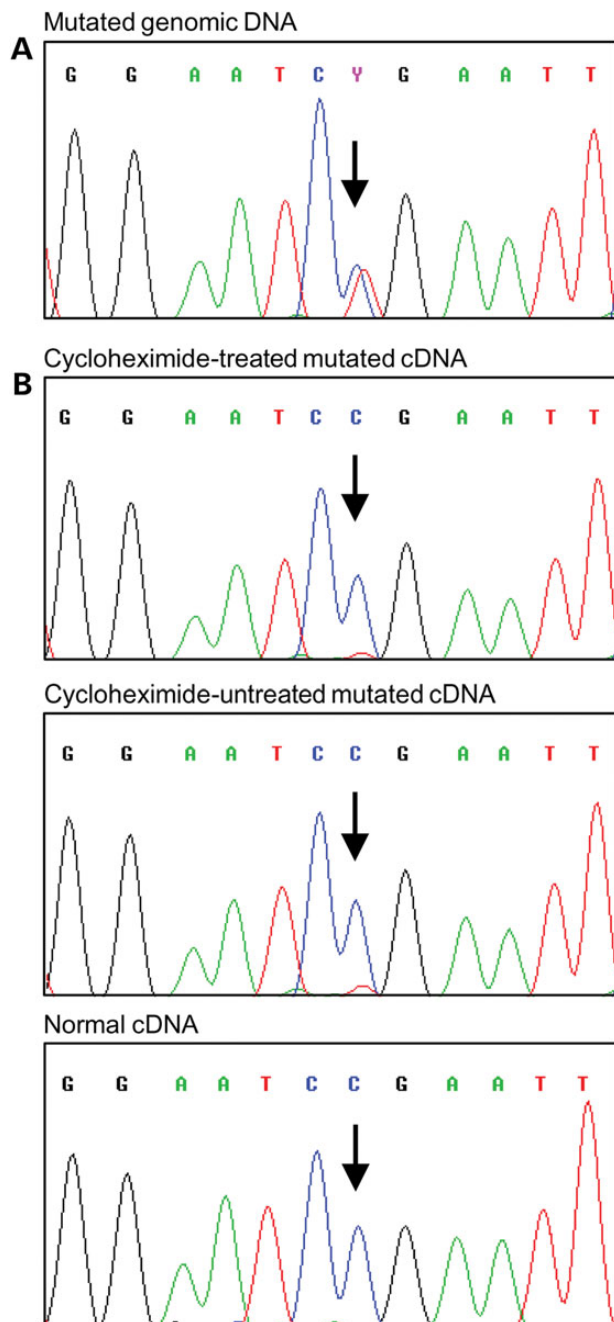 Mutated genomic DNA
A
G G A A T C Y G A A T T
Cycloheximide-treated mutated cDNA
B
G G A A T C C G A A T T
Cycloheximide-untreated mutated cDNA
G G A A T C C G A A T T
Normal cDNA
G G A A T C C G A A T T